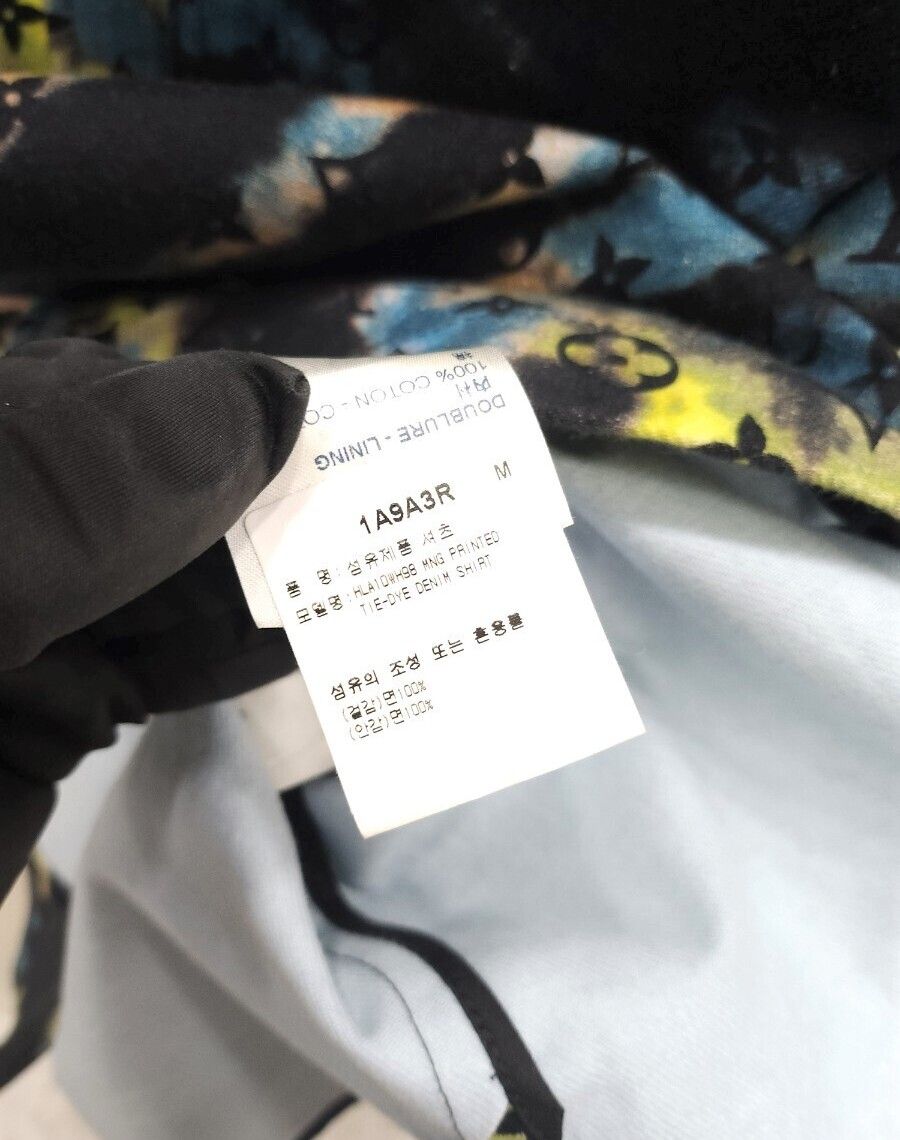 100% COTON - CO
DOUBLURE - LINING
M
1A9A3R
품 명 : 섬유제품 셔츠
모델명 : HLA10WH98 MNG PRINTED
TIE-DYE DENIM SHIRT
섬유의 조성 또는 혼용률
(겉감)면100%
(안감)면100%